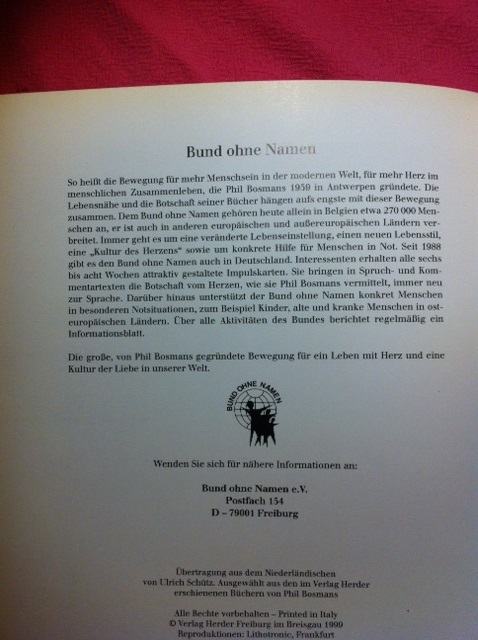 Bund ohne Namen
So heißt die Bewegung für mehr Menschsein in der modernen Welt, für mehr Herz im
menschlichen Zusammenleben, die Phil Bosmans 1959 in Antwerpen gründete. Die
Lebensnähe und die Botschaft seiner Bücher hängen aufs engste mit dieser Bewegung
zusammen. Dem Bund ohne Namen gehören heute allein in Belgien etwa 270 000 Men-
schen an, er ist auch in anderen europäischen und außereuropäischen Ländern ver-
breitet. Immer geht es um eine veränderte Lebenseinstellung, einen neuen Lebensstil,
eine „Kultur des Herzens“ sowie um konkrete Hilfe für Menschen in Not. Seit 1988
gibt es den Bund ohne Namen auch in Deutschland. Interessenten erhalten alle sechs
bis acht Wochen attraktiv gestaltete Impulskarten. Sie bringen in Spruch- und Kom-
mentartexten die Botschaft vom Herzen, wie sie Phil Bosmans vermittelt, immer neu
zur Sprache. Darüber hinaus unterstützt der Bund ohne Namen konkret Menschen
in besonderen Notsituationen, zum Beispiel Kinder, alte und kranke Menschen in ost-
europäischen Ländern. Über alle Aktivitäten des Bundes berichtet regelmäßig ein
Informationsblatt.
Die große, von Phil Bosmans gegründete Bewegung für ein Leben mit Herz und eine
Kultur der Liebe in unserer Welt.
BUND OHNE NAMEN
Wenden Sie sich für nähere Informationen an:
Bund ohne Namen e.V.
Postfach 154
D – 79001 Freiburg
Übertragung aus dem Niederländischen
von Ulrich Schütz. Ausgewählt aus den im Verlag Herder
erschienenen Büchern von Phil Bosmans
Alle Rechte vorbehalten – Printed in Italy
© Verlag Herder Freiburg im Breisgau 1999
Reproduktionen: Lithotronic, Frankfurt